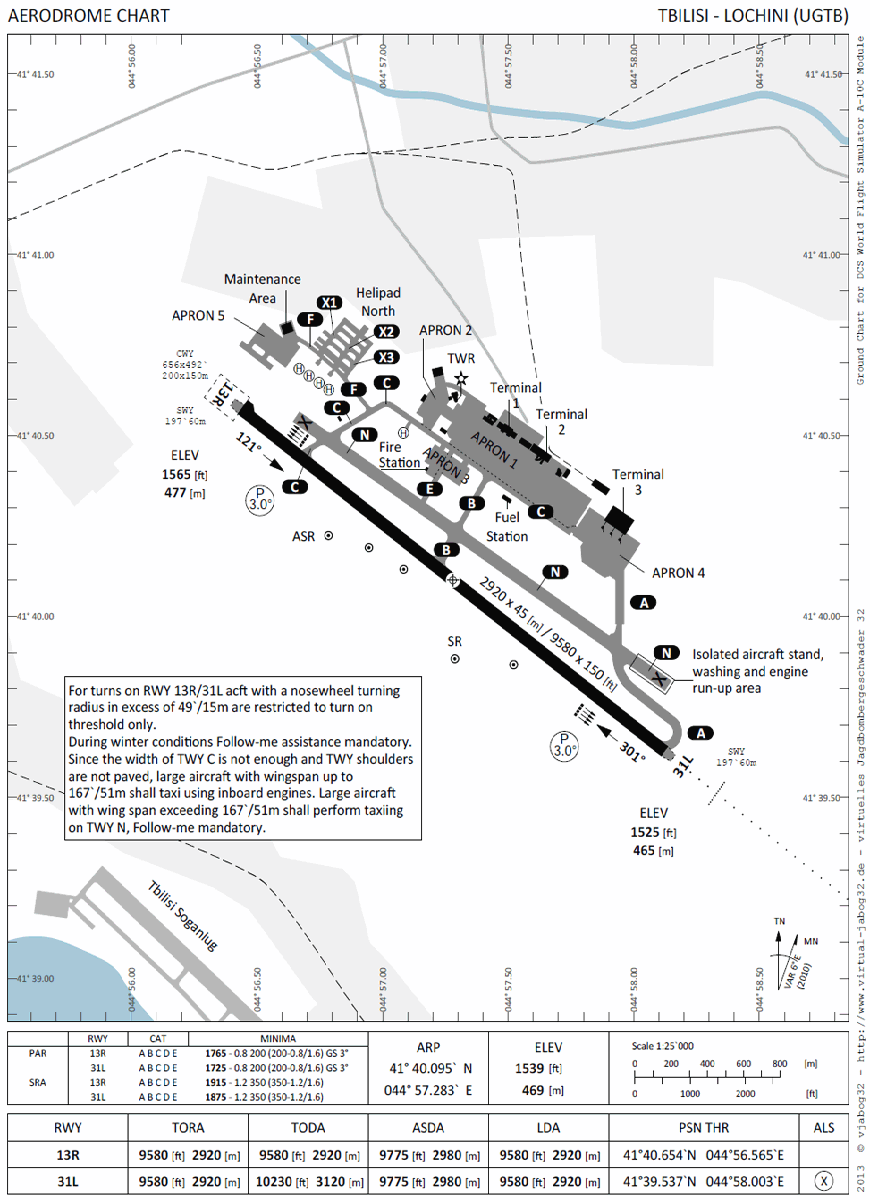 AERODROME CHART
TBILISI - LOCHINI (UGTB)
044°56.00
044°56.50
044°57.00
044°57.50
044°58.00
044°58.50
41°41.50
41°41.50
41°41.00
41°41.00
Maintenance
Area
X1
Helipad
North
F
APRON 5
X2
APRON 2
X3
TWR
CWY
656x492`
200x150m
H
H
H
H
F
C
Terminal
1
13R
C
Terminal
2
SWY
197`60m
X
N
H
41°40.50
41°40.50
121°
Fire
Station
APRON 1
APRON 3
ELEV
1565 [ft]
477 [m]
Terminal
3
C
E
B
C
P
3.0°
Fuel
Station
ASR
B
N
APRON 4
2920 x 45 [m] / 9580 x 150 [ft]
A
41°40.00
41°40.00
SR
N
Isolated aircraft stand,
washing and engine
run-up area
X
For turns on RWY 13R/31L acft with a nosewheel turning
radius in excess of 49`/15m are restricted to turn on
threshold only.
During winter conditions Follow-me assistance mandatory.
Since the width of TWY C is not enough and TWY shoulders
are not paved, large aircraft with wingspan up to
167`/51m shall taxi using inboard engines. Large aircraft
with wing span exceeding 167`/51m shall perform taxiing
on TWY N, Follow-me mandatory.
P
3.0°
301°
31L
A
SWY
197`60m
41°39.50
41°39.50
ELEV
1525 [ft]
465 [m]
Tbilisi Soganlug
TN
MN
VAR 6°E
(2010)
41°39.00
41°39.00
044°56.00
044°56.50
044°57.00
044°57.50
044°58.00
044°58.50
RWY CAT MINIMA
PAR 13R A B C D E 1765 - 0.8 200 (200-0.8/1.6) GS 3°
31L A B C D E 1725 - 0.8 200 (200-0.8/1.6) GS 3°
SRA 13R A B C D E 1915 - 1.2 350 (350-1.2/1.6)
31L A B C D E 1875 - 1.2 350 (350-1.2/1.6)
ARP
41° 40.095` N
044° 57.283` E
ELEV
1539 [ft]
469 [m]
Scale 1:25`000
0 200 400 600 800 [m]
0 1000 2000 [ft]
RWY TORA TODA ASDA LDA PSN THR ALS
13R 9580 [ft] 2920 [m] 9580 [ft] 2920 [m] 9775 [ft] 2980 [m] 9580 [ft] 2920 [m] 41°40.654`N 044°56.565`E
31L 9580 [ft] 2920 [m] 10230 [ft] 3120 [m] 9775 [ft] 2980 [m] 9580 [ft] 2920 [m] 41°39.537`N 044°58.003`E X
2013 © vjabog32 - http://www.virtual-jabog32.de - virtuelles Jagdbombergeschwader 32
Ground Chart for DCS World Flight Simulator A-10C Module